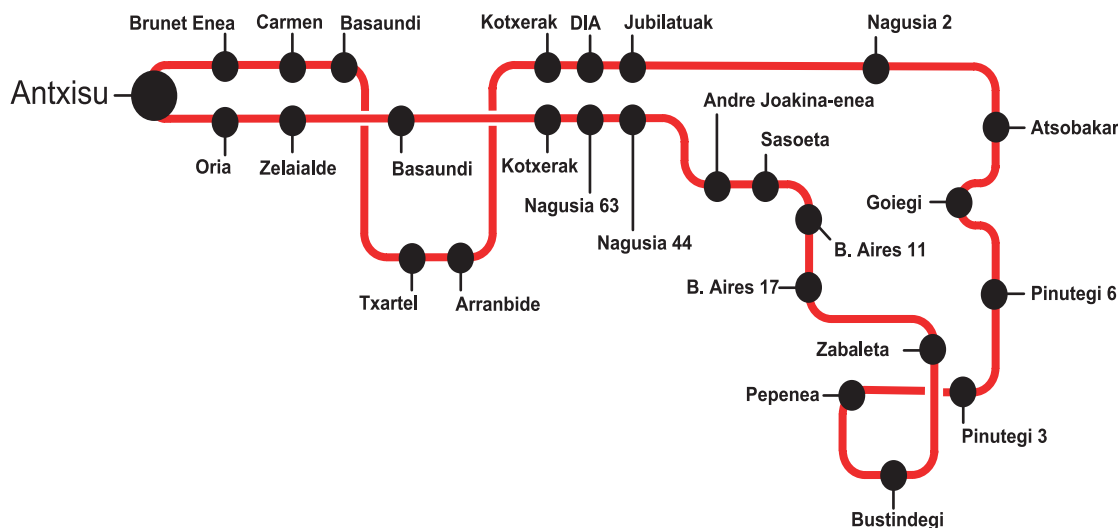 Brunet Enea
Carmen
Basaundi
Kotxerak
DIA
Jubilatuak
Nagusia 2
Antxisu
Andre Joakina-enea
Atsobakar
Sasoeta
Oria
Zelaialde
Basaundi
Kotxerak
Nagusia 63
Nagusia 44
Goiegi
B. Aires 11
B. Aires 17
Txartel
Arranbide
Pinutegi 6
Zabaleta
Pepenea
Pinutegi 3
Bustindegi